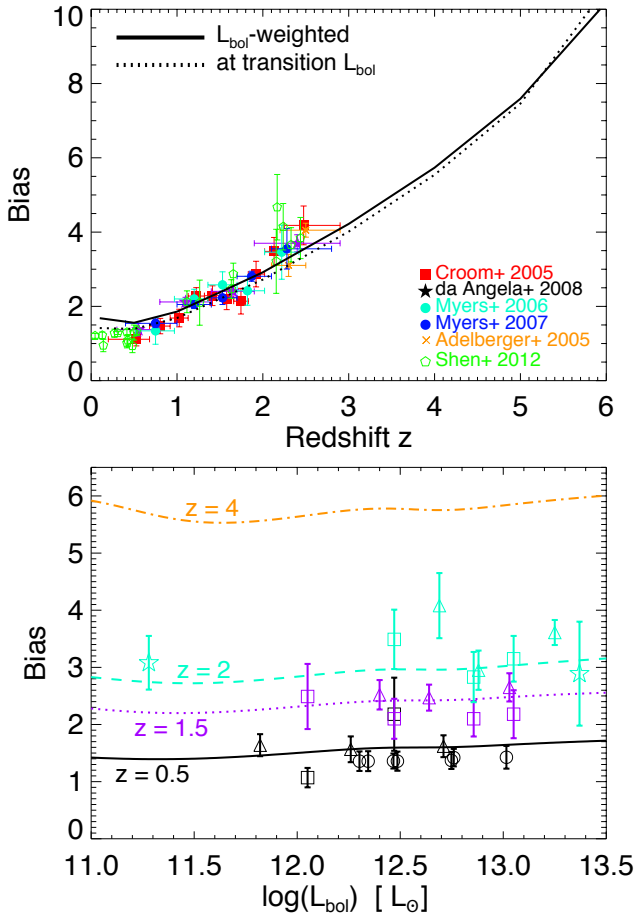 10
8
6
4
2
0
Bias
L_bol-weighted
at transition L_bol
Croom+ 2005
da Angela+ 2008
Myers+ 2006
Myers+ 2007
Adelberger+ 2005
Shen+ 2012
0 1 2 3 4 5 6
Redshift z
6
5
4
3
2
1
0
Bias
z = 4
z = 2
z = 1.5
z = 0.5
11.0 11.5 12.0 12.5 13.0 13.5
log(L_bol) [ L_⊙]